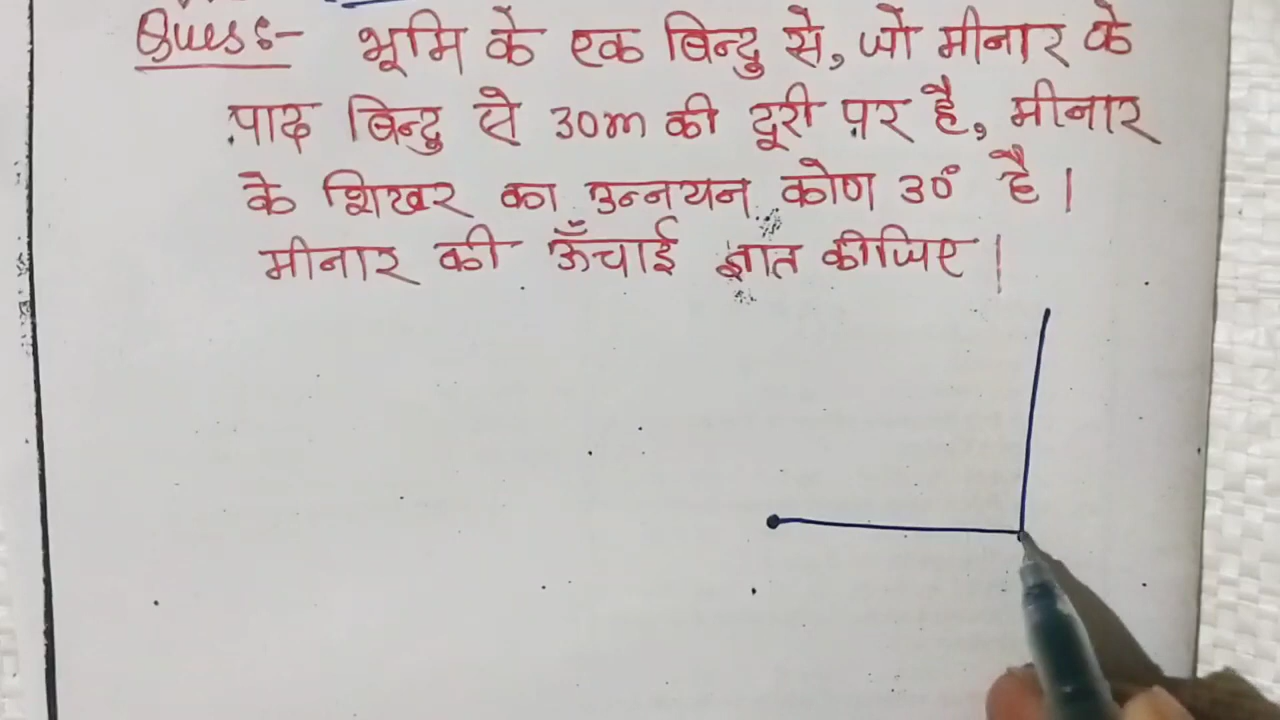 Ques:- भूमि के एक बिन्दु से, जो मीनार के
पाद बिन्दु से 30m की दूरी पर है, मीनार
के शिखर का उन्नयन कोण 30° है।
मीनार की ऊँचाई ज्ञात कीजिए।